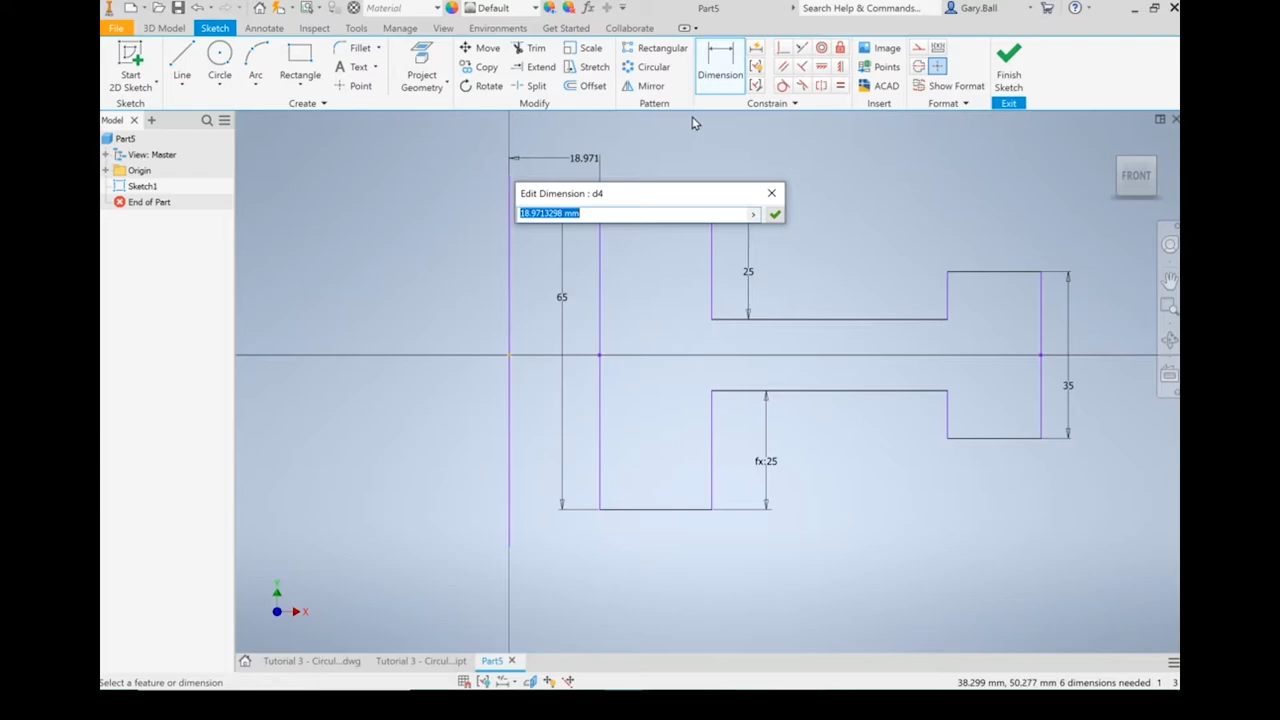 Material Default Part5 Search Help & Commands... Gary.Ball
File 3D Model Sketch Annotate Inspect Tools Manage View Environments Get Started Collaborate
Start
2D Sketch
Line
Circle
Arc
Rectangle
Fillet
Text
Point
Project
Geometry
Move
Copy
Rotate
Trim
Extend
Split
Scale
Stretch
Offset
Rectangular
Circular
Mirror
Dimension
Image
Points
ACAD
Show Format
Finish
Sketch
Sketch Create Modify Pattern Constrain Insert Format Exit
Model
Part5
View: Master
Origin
Sketch1
End of Part
18.971
Edit Dimension : d4
18.9713298 mm
FRONT
25
65
35
fx:25
Y
X
Tutorial 3 - Circul...dwg Tutorial 3 - Circul...ipt Part5
Select a feature or dimension 38.299 mm, 50.277 mm 6 dimensions needed 1 3